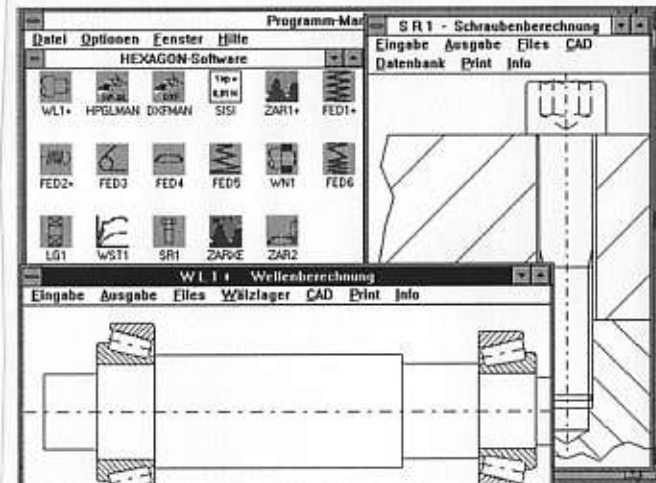 Programm-Man
Datei Optionen Fenster Hilfe
HEXAGON-Software
WL1+ HPGLMAN DXFMAN SISI ZAR1+ FED1+
FED2+ FED3 FED4 FED5 WN1 FED6
LG1 WST1 SR1 ZARXE ZAR2
SR1 - Schraubenberechnung
Eingabe Ausgabe Files CAD
Datenbank Print Info
WL1+ Wellenberechnung
Eingabe Ausgabe Files Wälzlager CAD Print Info